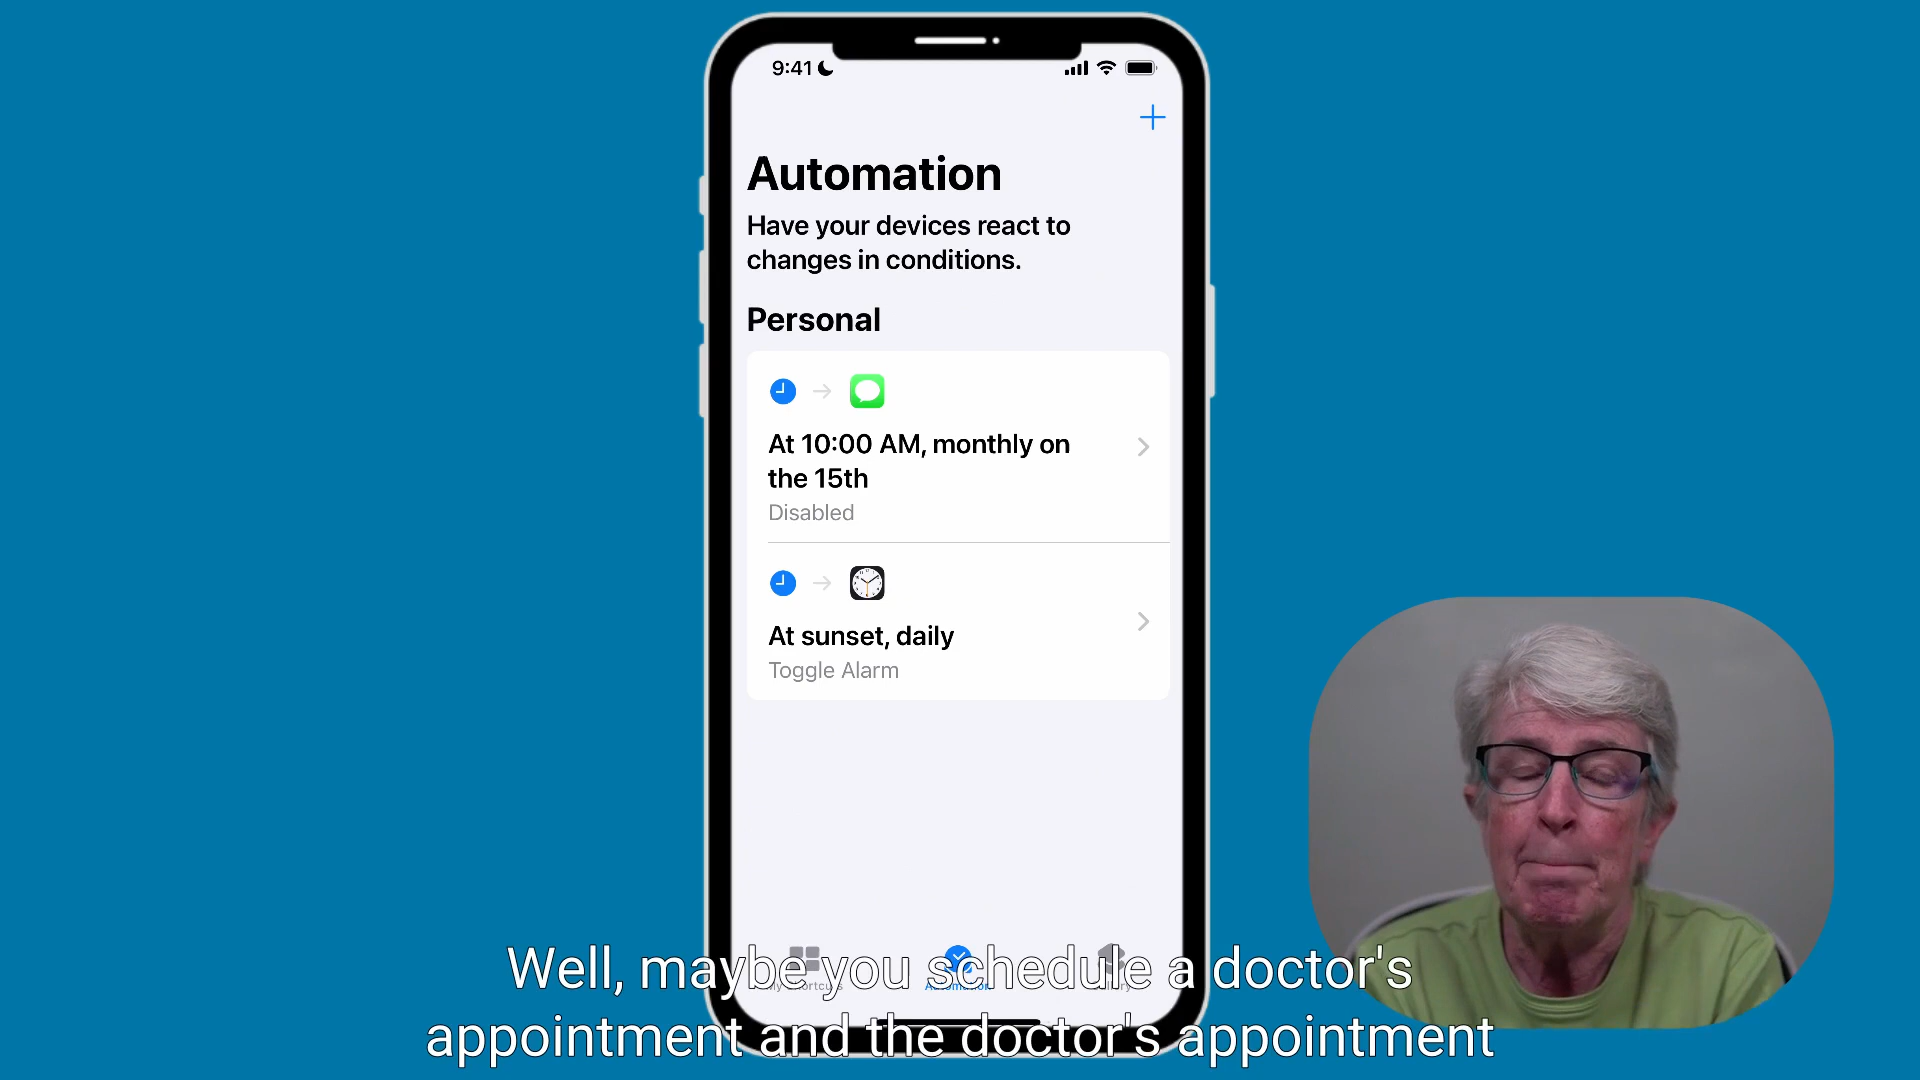 9:41
Automation
Have your devices react to
changes in conditions.
Personal
At 10:00 AM, monthly on
the 15th
Disabled
At sunset, daily
Toggle Alarm
Automation
Well, maybe you schedule a doctor's
appointment and the doctor's appointment